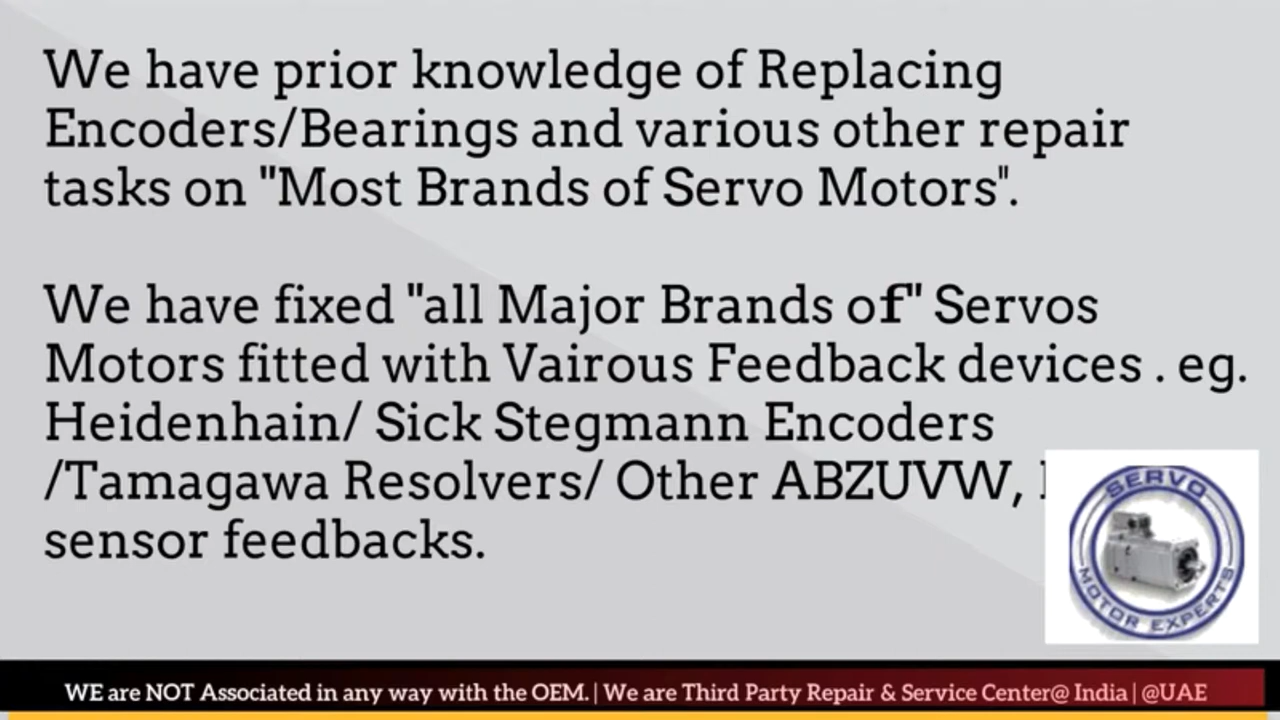 We have prior knowledge of Replacing
Encoders/Bearings and various other repair
tasks on "Most Brands of Servo Motors".
We have fixed "all Major Brands of" Servos
Motors fitted with Vairous Feedback devices . eg.
Heidenhain/ Sick Stegmann Encoders
/Tamagawa Resolvers/ Other ABZUVW,
sensor feedbacks.
SERVO
MOTOR EXPERTS
WE are NOT Associated in any way with the OEM. | We are Third Party Repair & Service Center@ India | @UAE